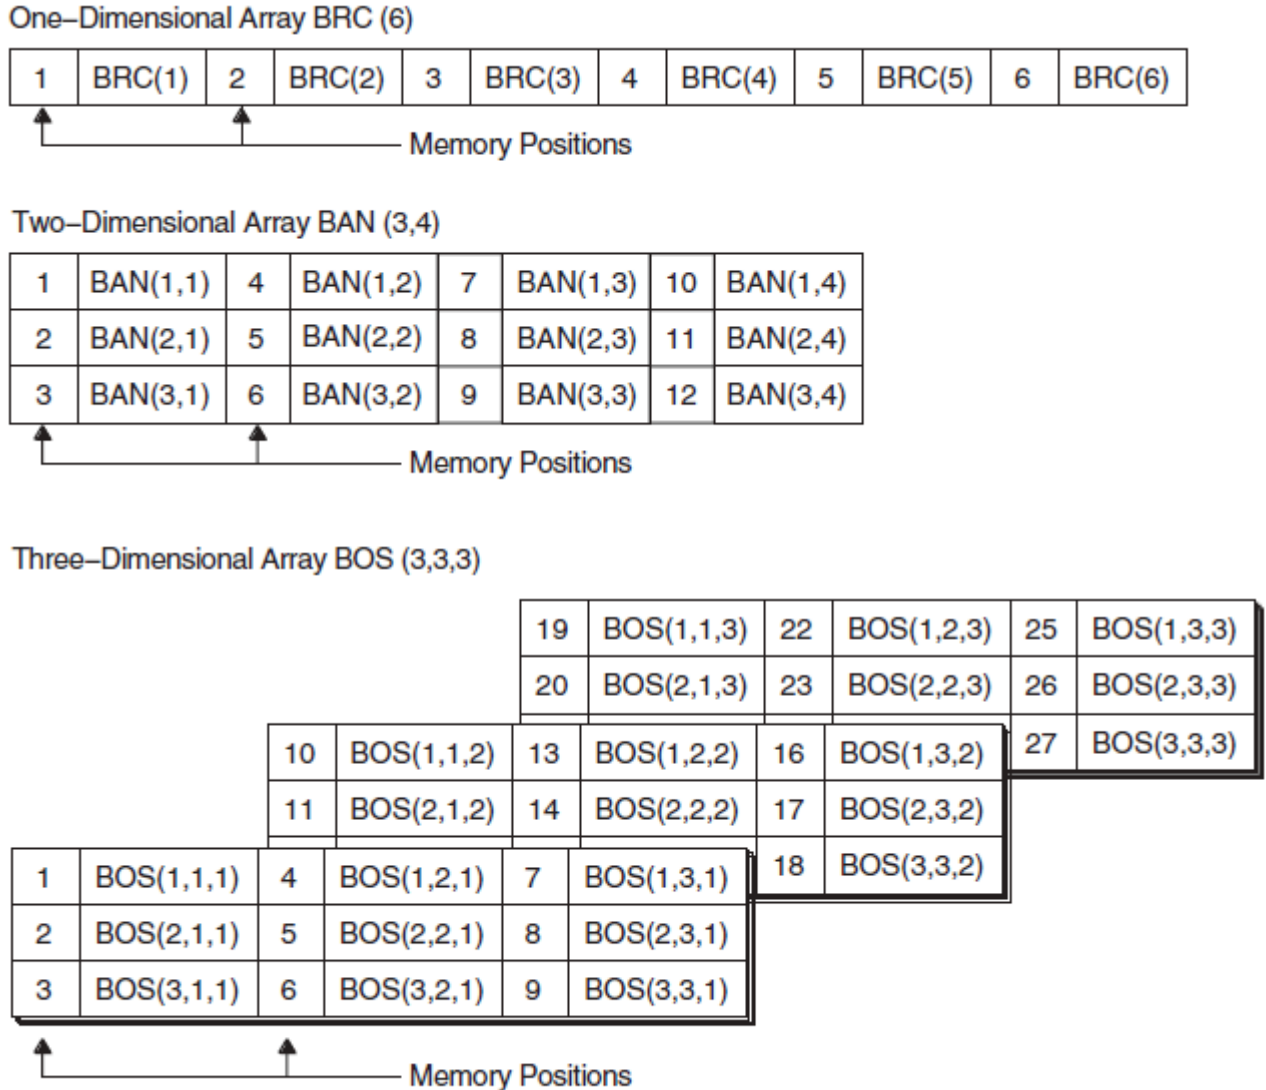 One–Dimensional Array BRC (6)
1 BRC(1) 2 BRC(2) 3 BRC(3) 4 BRC(4) 5 BRC(5) 6 BRC(6)
Memory Positions
Two–Dimensional Array BAN (3,4)
1 BAN(1,1) 4 BAN(1,2) 7 BAN(1,3) 10 BAN(1,4)
2 BAN(2,1) 5 BAN(2,2) 8 BAN(2,3) 11 BAN(2,4)
3 BAN(3,1) 6 BAN(3,2) 9 BAN(3,3) 12 BAN(3,4)
Memory Positions
Three–Dimensional Array BOS (3,3,3)
19 BOS(1,1,3) 22 BOS(1,2,3) 25 BOS(1,3,3)
20 BOS(2,1,3) 23 BOS(2,2,3) 26 BOS(2,3,3)
27 BOS(3,3,3)
10 BOS(1,1,2) 13 BOS(1,2,2) 16 BOS(1,3,2)
11 BOS(2,1,2) 14 BOS(2,2,2) 17 BOS(2,3,2)
18 BOS(3,3,2)
1 BOS(1,1,1) 4 BOS(1,2,1) 7 BOS(1,3,1)
2 BOS(2,1,1) 5 BOS(2,2,1) 8 BOS(2,3,1)
3 BOS(3,1,1) 6 BOS(3,2,1) 9 BOS(3,3,1)
Memory Positions